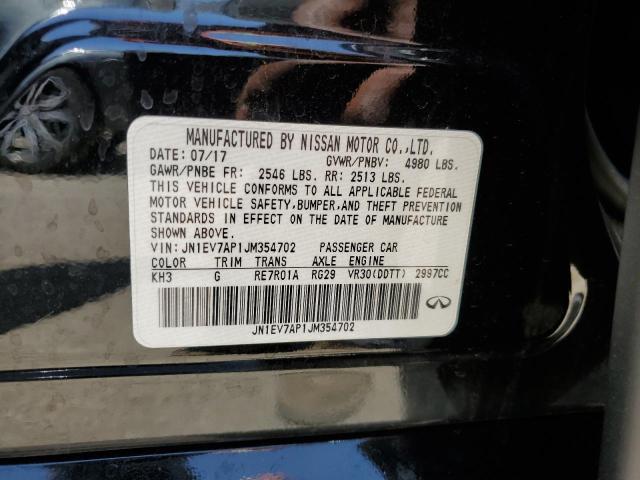 MANUFACTURED BY NISSAN MOTOR CO.,LTD.
DATE: 07/17 GVWR/PNBV: 4980 LBS.
GAWR/PNBE FR: 2546 LBS. RR: 2513 LBS.
THIS VEHICLE CONFORMS TO ALL APPLICABLE FEDERAL
MOTOR VEHICLE SAFETY,BUMPER,AND THEFT PREVENTION
STANDARDS IN EFFECT ON THE DATE OF MANUFACTURE
SHOWN ABOVE.
VIN: JN1EV7AP1JM354702 PASSENGER CAR
COLOR TRIM TRANS AXLE ENGINE
KH3 G RE7R01A RG29 VR30(DDTT) 2997CC
JN1EV7AP1JM354702